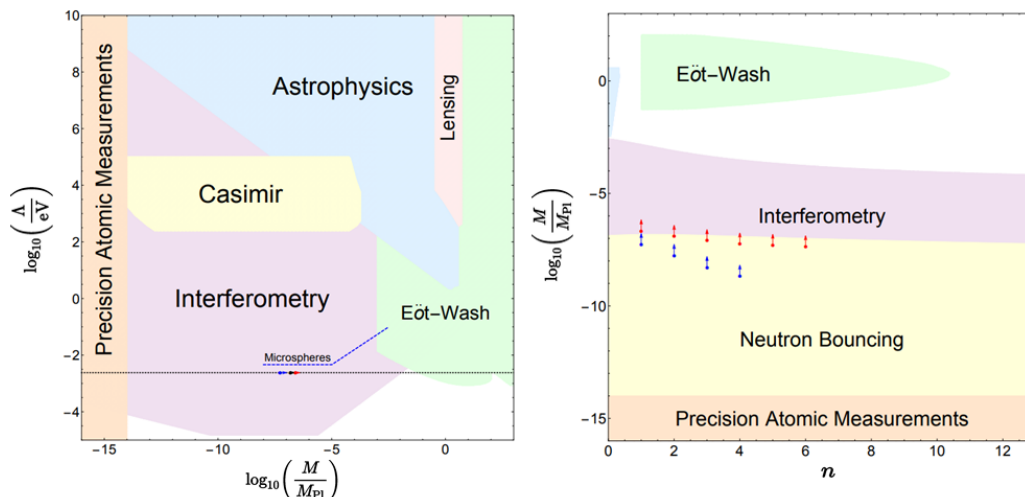 10
8
6
4
2
0
−2
−4
−15
−10
−5
0
log₁₀(Λ/eV)
log₁₀(M/M_Pl)
Precision Atomic Measurements
Astrophysics
Lensing
Casimir
Interferometry
Eöt−Wash
Microspheres
0
−5
−10
−15
0
2
4
6
8
10
12
log₁₀(M/M_Pl)
n
Eöt−Wash
Interferometry
Neutron Bouncing
Precision Atomic Measurements